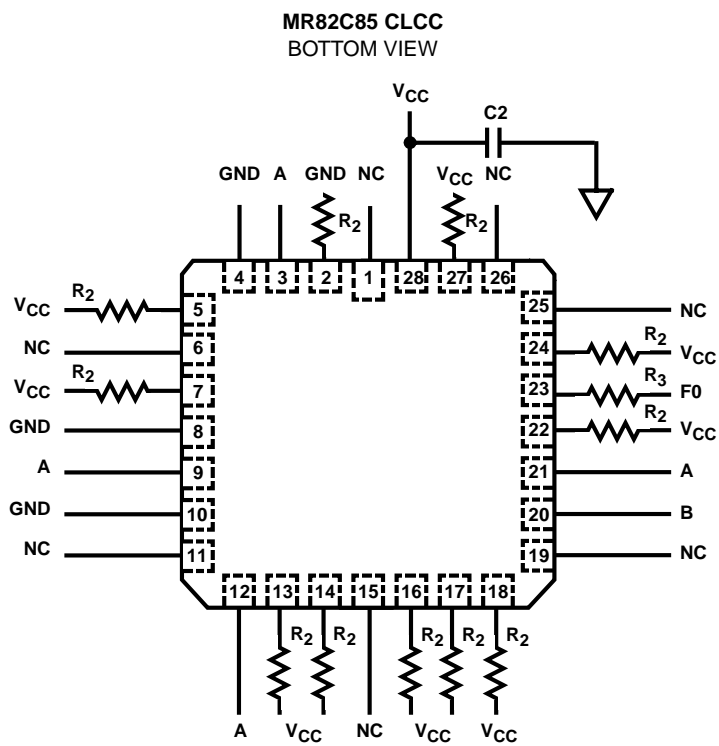 MR82C85 CLCC
BOTTOM VIEW
VCC
C2
GND A GND NC VCC NC
R2 R2
4 3 2 1 28 27 26
VCC R2 5
NC 6
VCC R2 7
GND 8
A 9
GND 10
NC 11
25 NC
24 R2 VCC
23 R3 F0
22 R2 VCC
21 A
20 B
19 NC
12 13 14 15 16 17 18
R2 R2 R2 R2 R2
A VCC NC VCC VCC